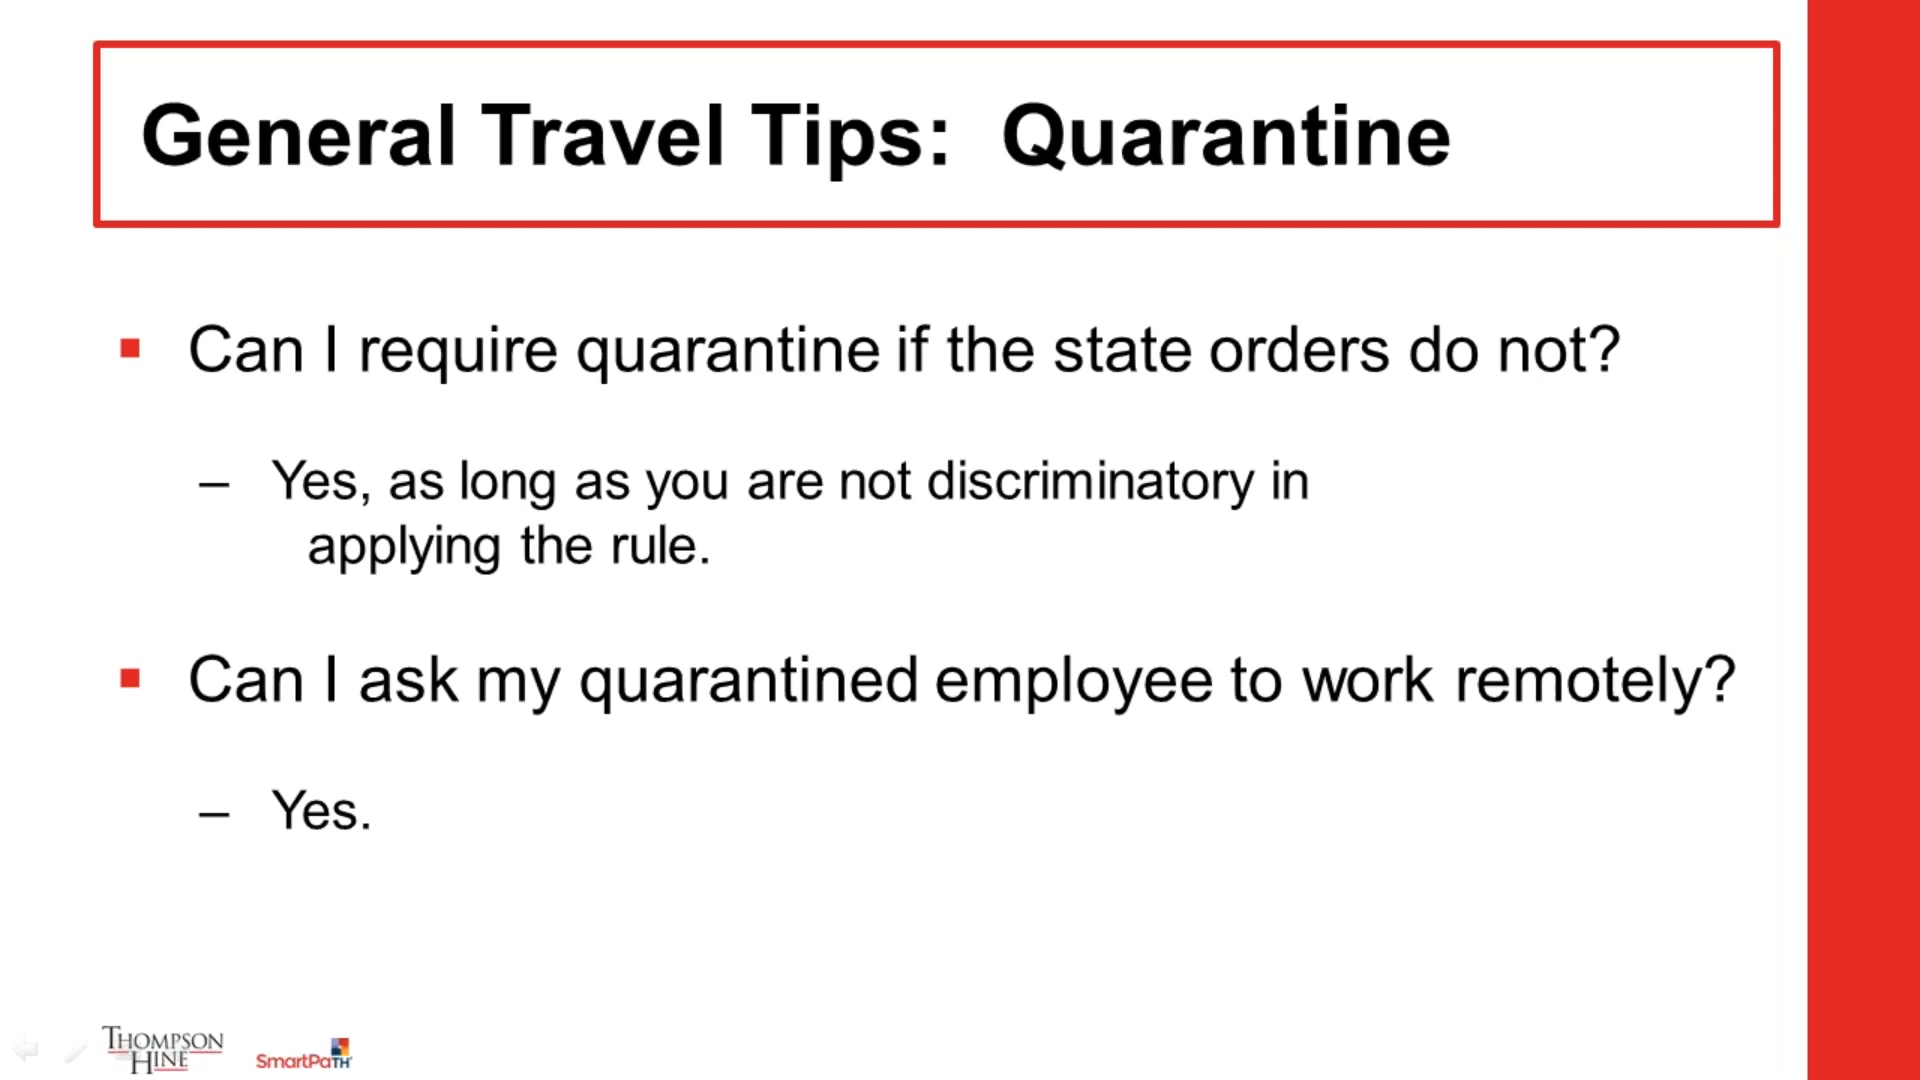 General Travel Tips:  Quarantine
▪ Can I require quarantine if the state orders do not?
– Yes, as long as you are not discriminatory in
applying the rule.
▪ Can I ask my quarantined employee to work remotely?
– Yes.
THOMPSON
HINE
SmartPaTH